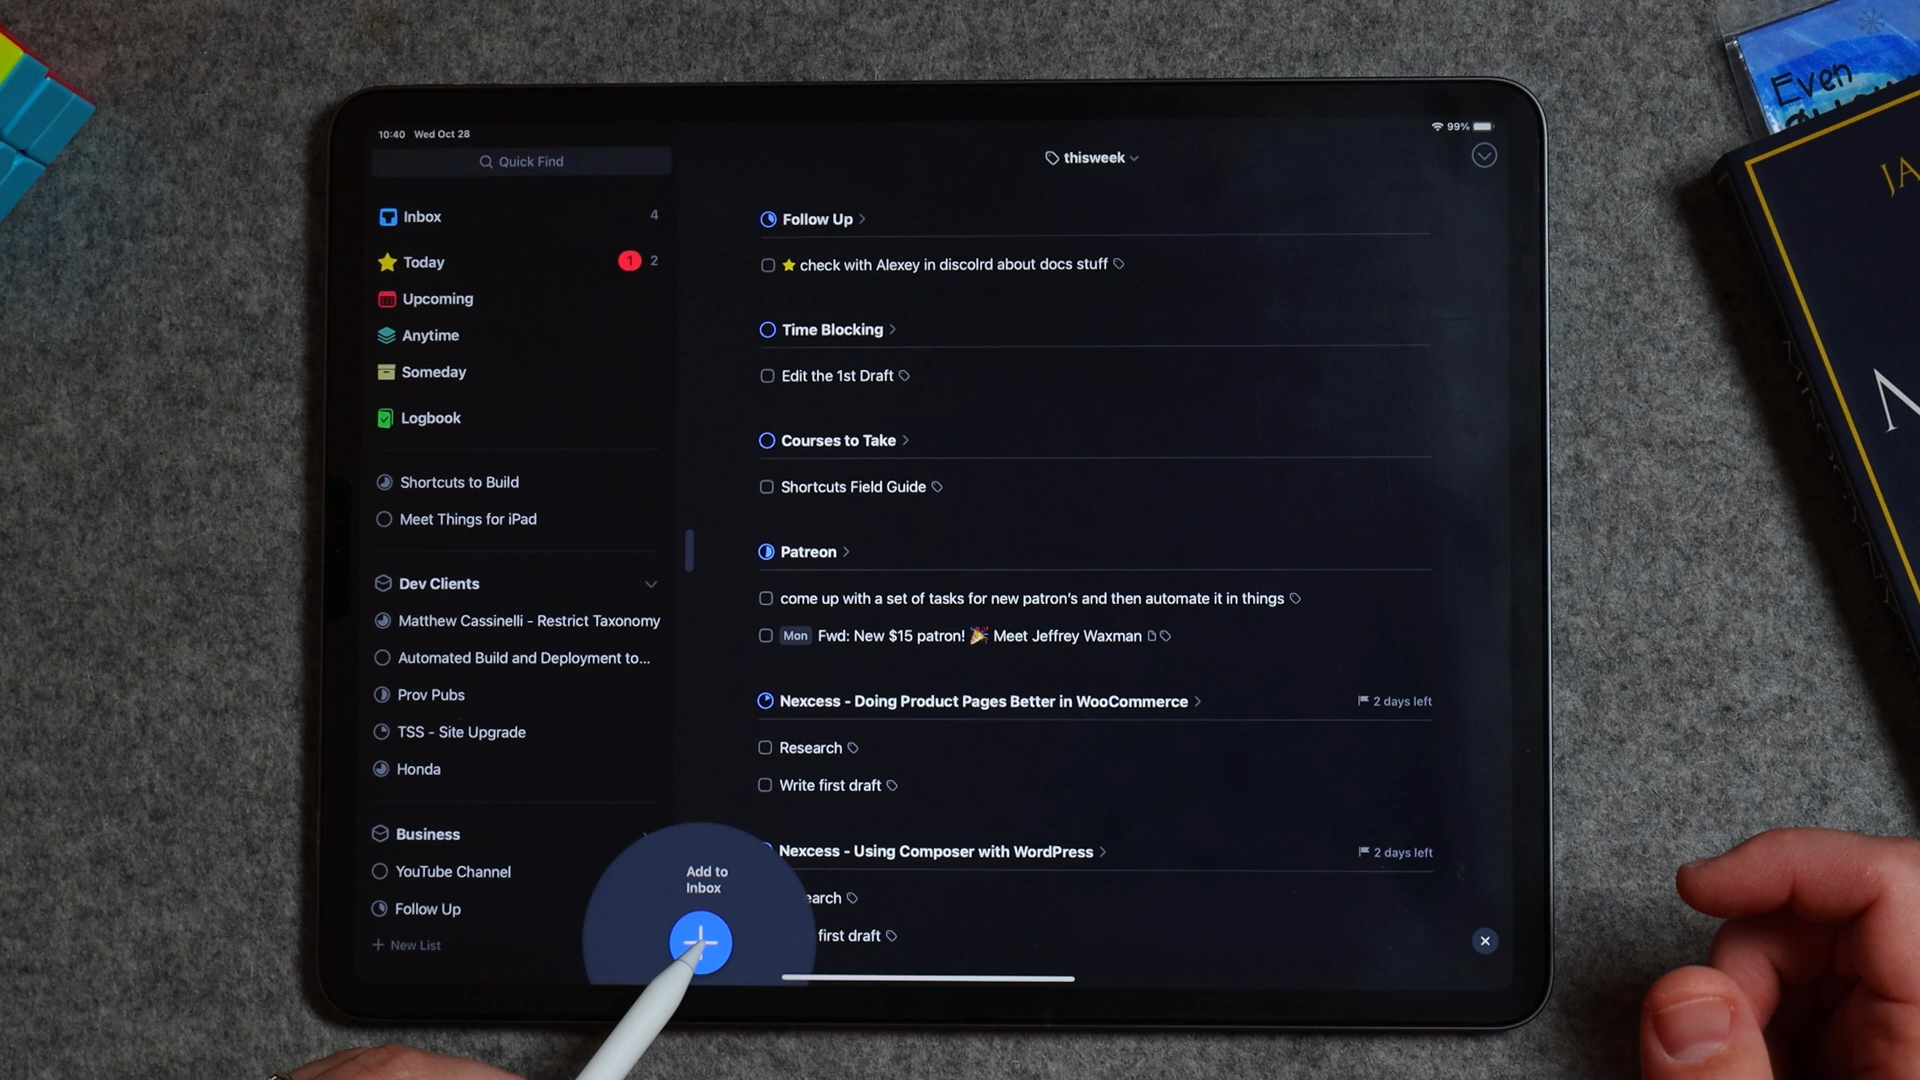 10:40 Wed Oct 28
99%
Quick Find
Inbox 4
Today 1 2
Upcoming
Anytime
Someday
Logbook
Shortcuts to Build
Meet Things for iPad
Dev Clients
Matthew Cassinelli - Restrict Taxonomy
Automated Build and Deployment to...
Prov Pubs
TSS - Site Upgrade
Honda
Business
YouTube Channel
Follow Up
+ New List
thisweek
Follow Up >
check with Alexey in discolrd about docs stuff
Time Blocking >
Edit the 1st Draft
Courses to Take >
Shortcuts Field Guide
Patreon >
come up with a set of tasks for new patron's and then automate it in things
Mon Fwd: New $15 patron! 🎉 Meet Jeffrey Waxman
Nexcess - Doing Product Pages Better in WooCommerce > 2 days left
Research
Write first draft
Nexcess - Using Composer with WordPress > 2 days left
earch
first draft
Add to
Inbox
Even
JA